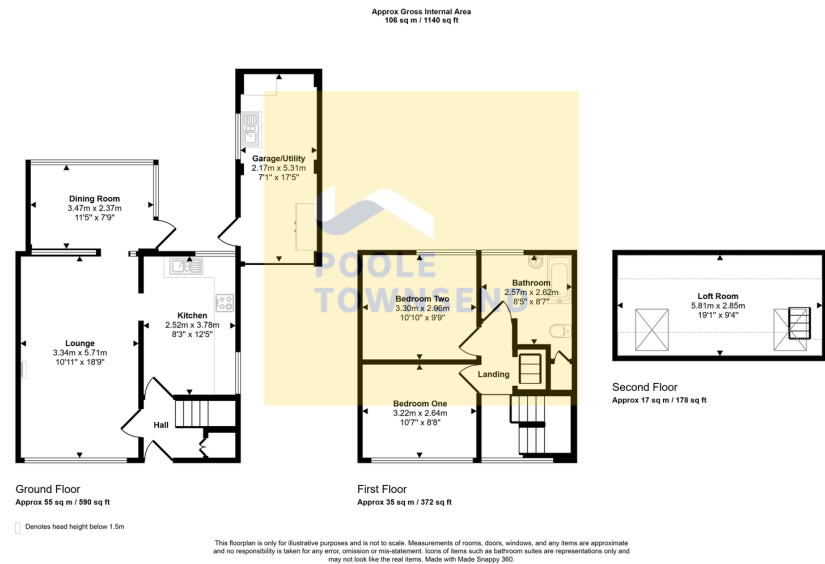 Approx Gross Internal Area
106 sq m / 1140 sq ft
Garage/Utility
2.17m x 5.31m
7'1" x 17'5"
Dining Room
3.47m x 2.37m
11'5" x 7'9"
Kitchen
2.52m x 3.78m
8'3" x 12'5"
Lounge
3.34m x 5.71m
10'11" x 18'9"
Hall
Ground Floor
Approx 55 sq m / 590 sq ft
Denotes head height below 1.5m
POOLE
TOWNSEND
Bedroom Two
3.30m x 2.96m
10'10" x 9'9"
Bathroom
2.57m x 2.62m
8'5" x 8'7"
Landing
Bedroom One
3.22m x 2.64m
10'7" x 8'8"
First Floor
Approx 35 sq m / 372 sq ft
Loft Room
5.81m x 2.85m
19'1" x 9'4"
Second Floor
Approx 17 sq m / 178 sq ft
This floorplan is only for illustrative purposes and is not to scale. Measurements of rooms, doors, windows, and any items are approximate
and no responsibility is taken for any error, omission or mis-statement. Icons of items such as bathroom suites are representations only and
may not look like the real items. Made with Made Snappy 360.